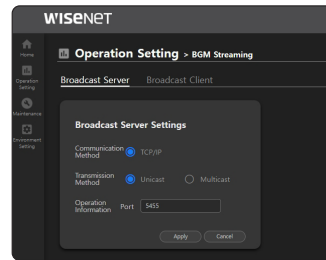 WISENET
Home
Operation Setting > BGM Streaming
Operation
Setting
Broadcast Server Broadcast Client
Maintenance
Environment
Setting
Broadcast Server Settings
Communication
Method
TCP/IP
Transmission
Method
Unicast Multicast
Operation
Information
Port 5455
Apply Cancel